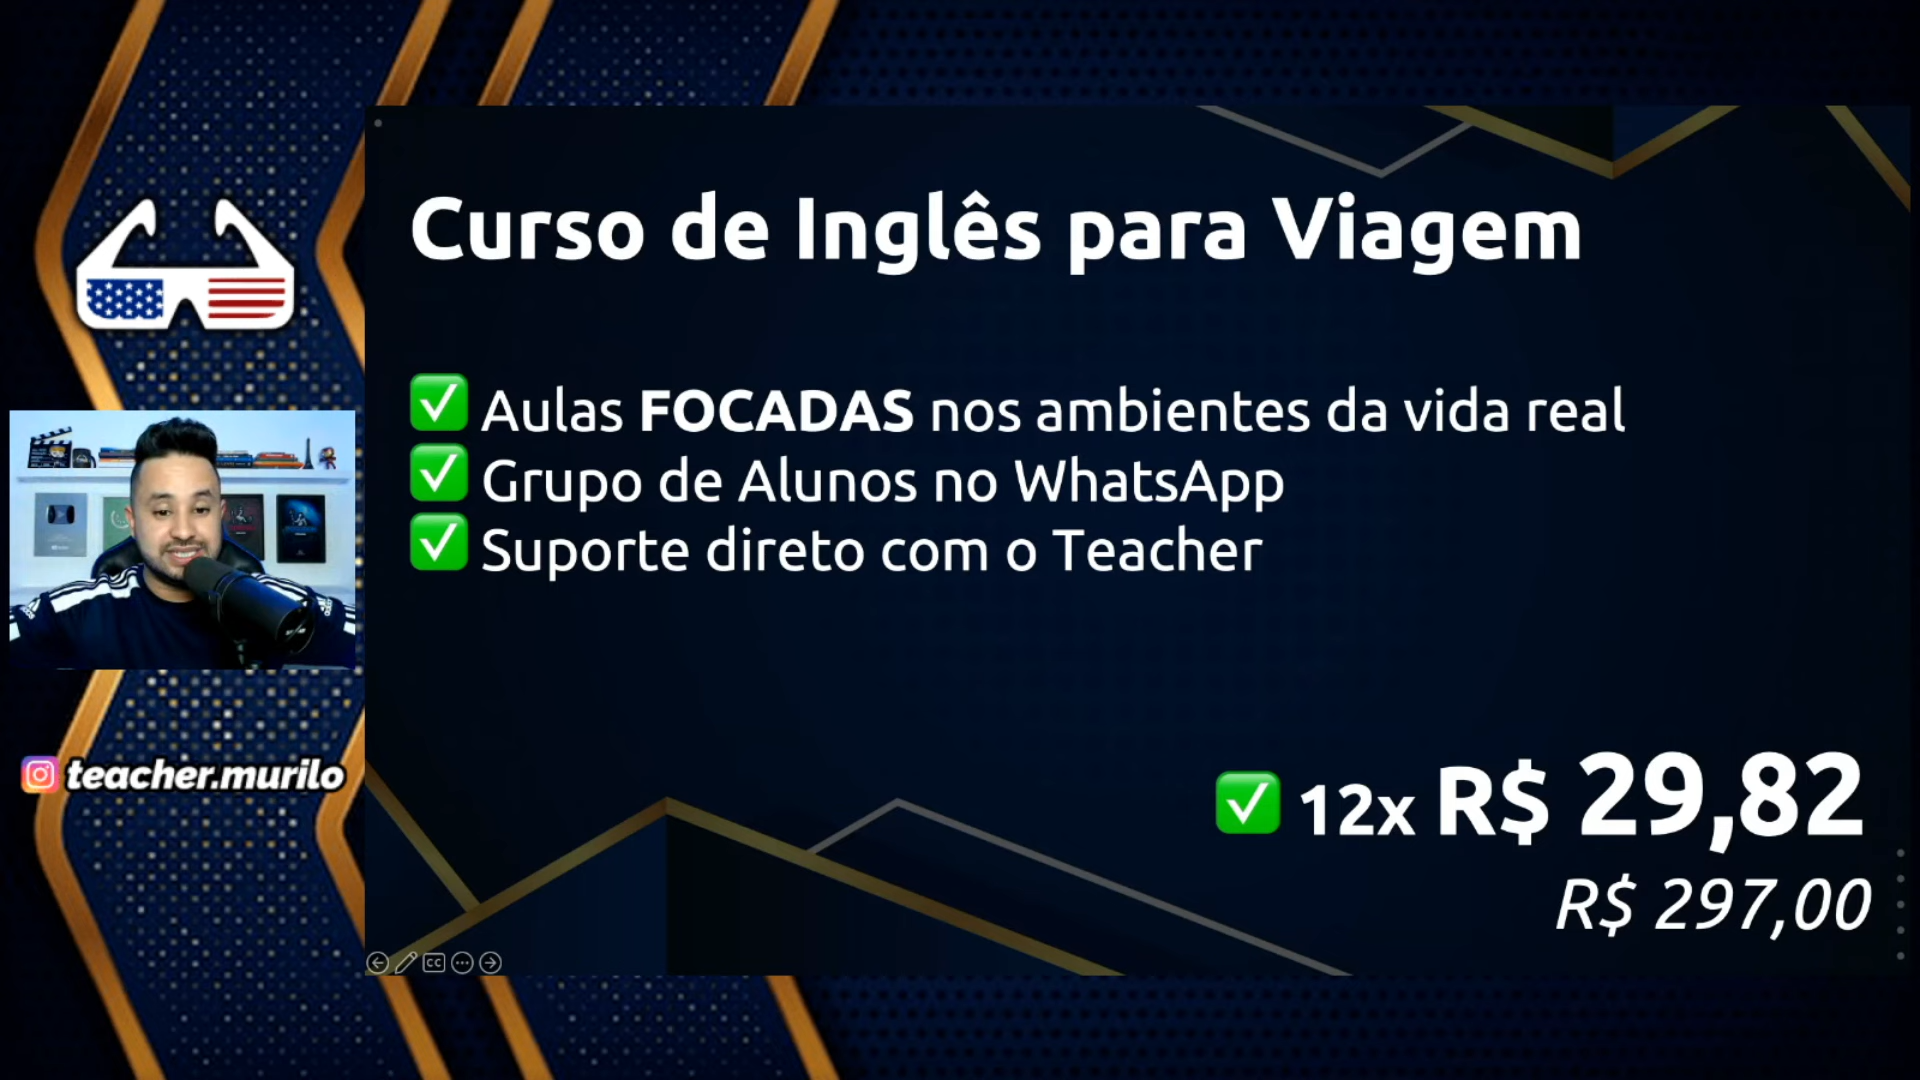 Curso de Inglês para Viagem
✅ Aulas FOCADAS nos ambientes da vida real
✅ Grupo de Alunos no WhatsApp
✅ Suporte direto com o Teacher
teacher.murilo
✅ 12x R$ 29,82
R$ 297,00
CC